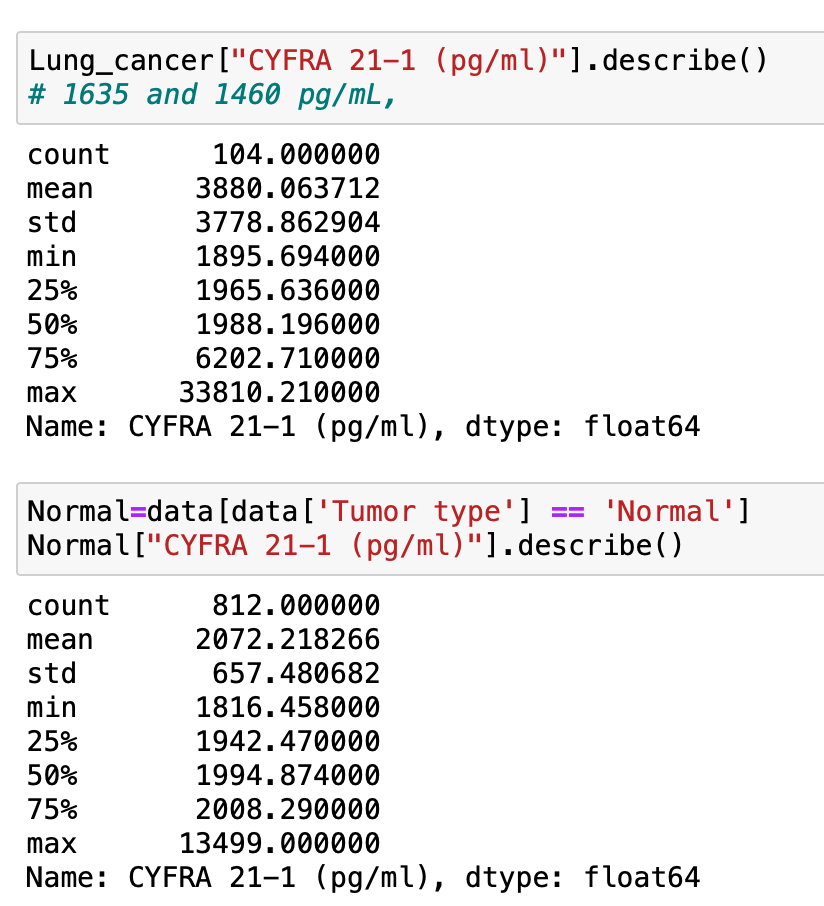 Lung_cancer["CYFRA 21-1 (pg/ml)"].describe()
# 1635 and 1460 pg/mL,
count 104.000000
mean 3880.063712
std 3778.862904
min 1895.694000
25% 1965.636000
50% 1988.196000
75% 6202.710000
max 33810.210000
Name: CYFRA 21-1 (pg/ml), dtype: float64
Normal=data[data['Tumor type'] == 'Normal']
Normal["CYFRA 21-1 (pg/ml)"].describe()
count 812.000000
mean 2072.218266
std 657.480682
min 1816.458000
25% 1942.470000
50% 1994.874000
75% 2008.290000
max 13499.000000
Name: CYFRA 21-1 (pg/ml), dtype: float64